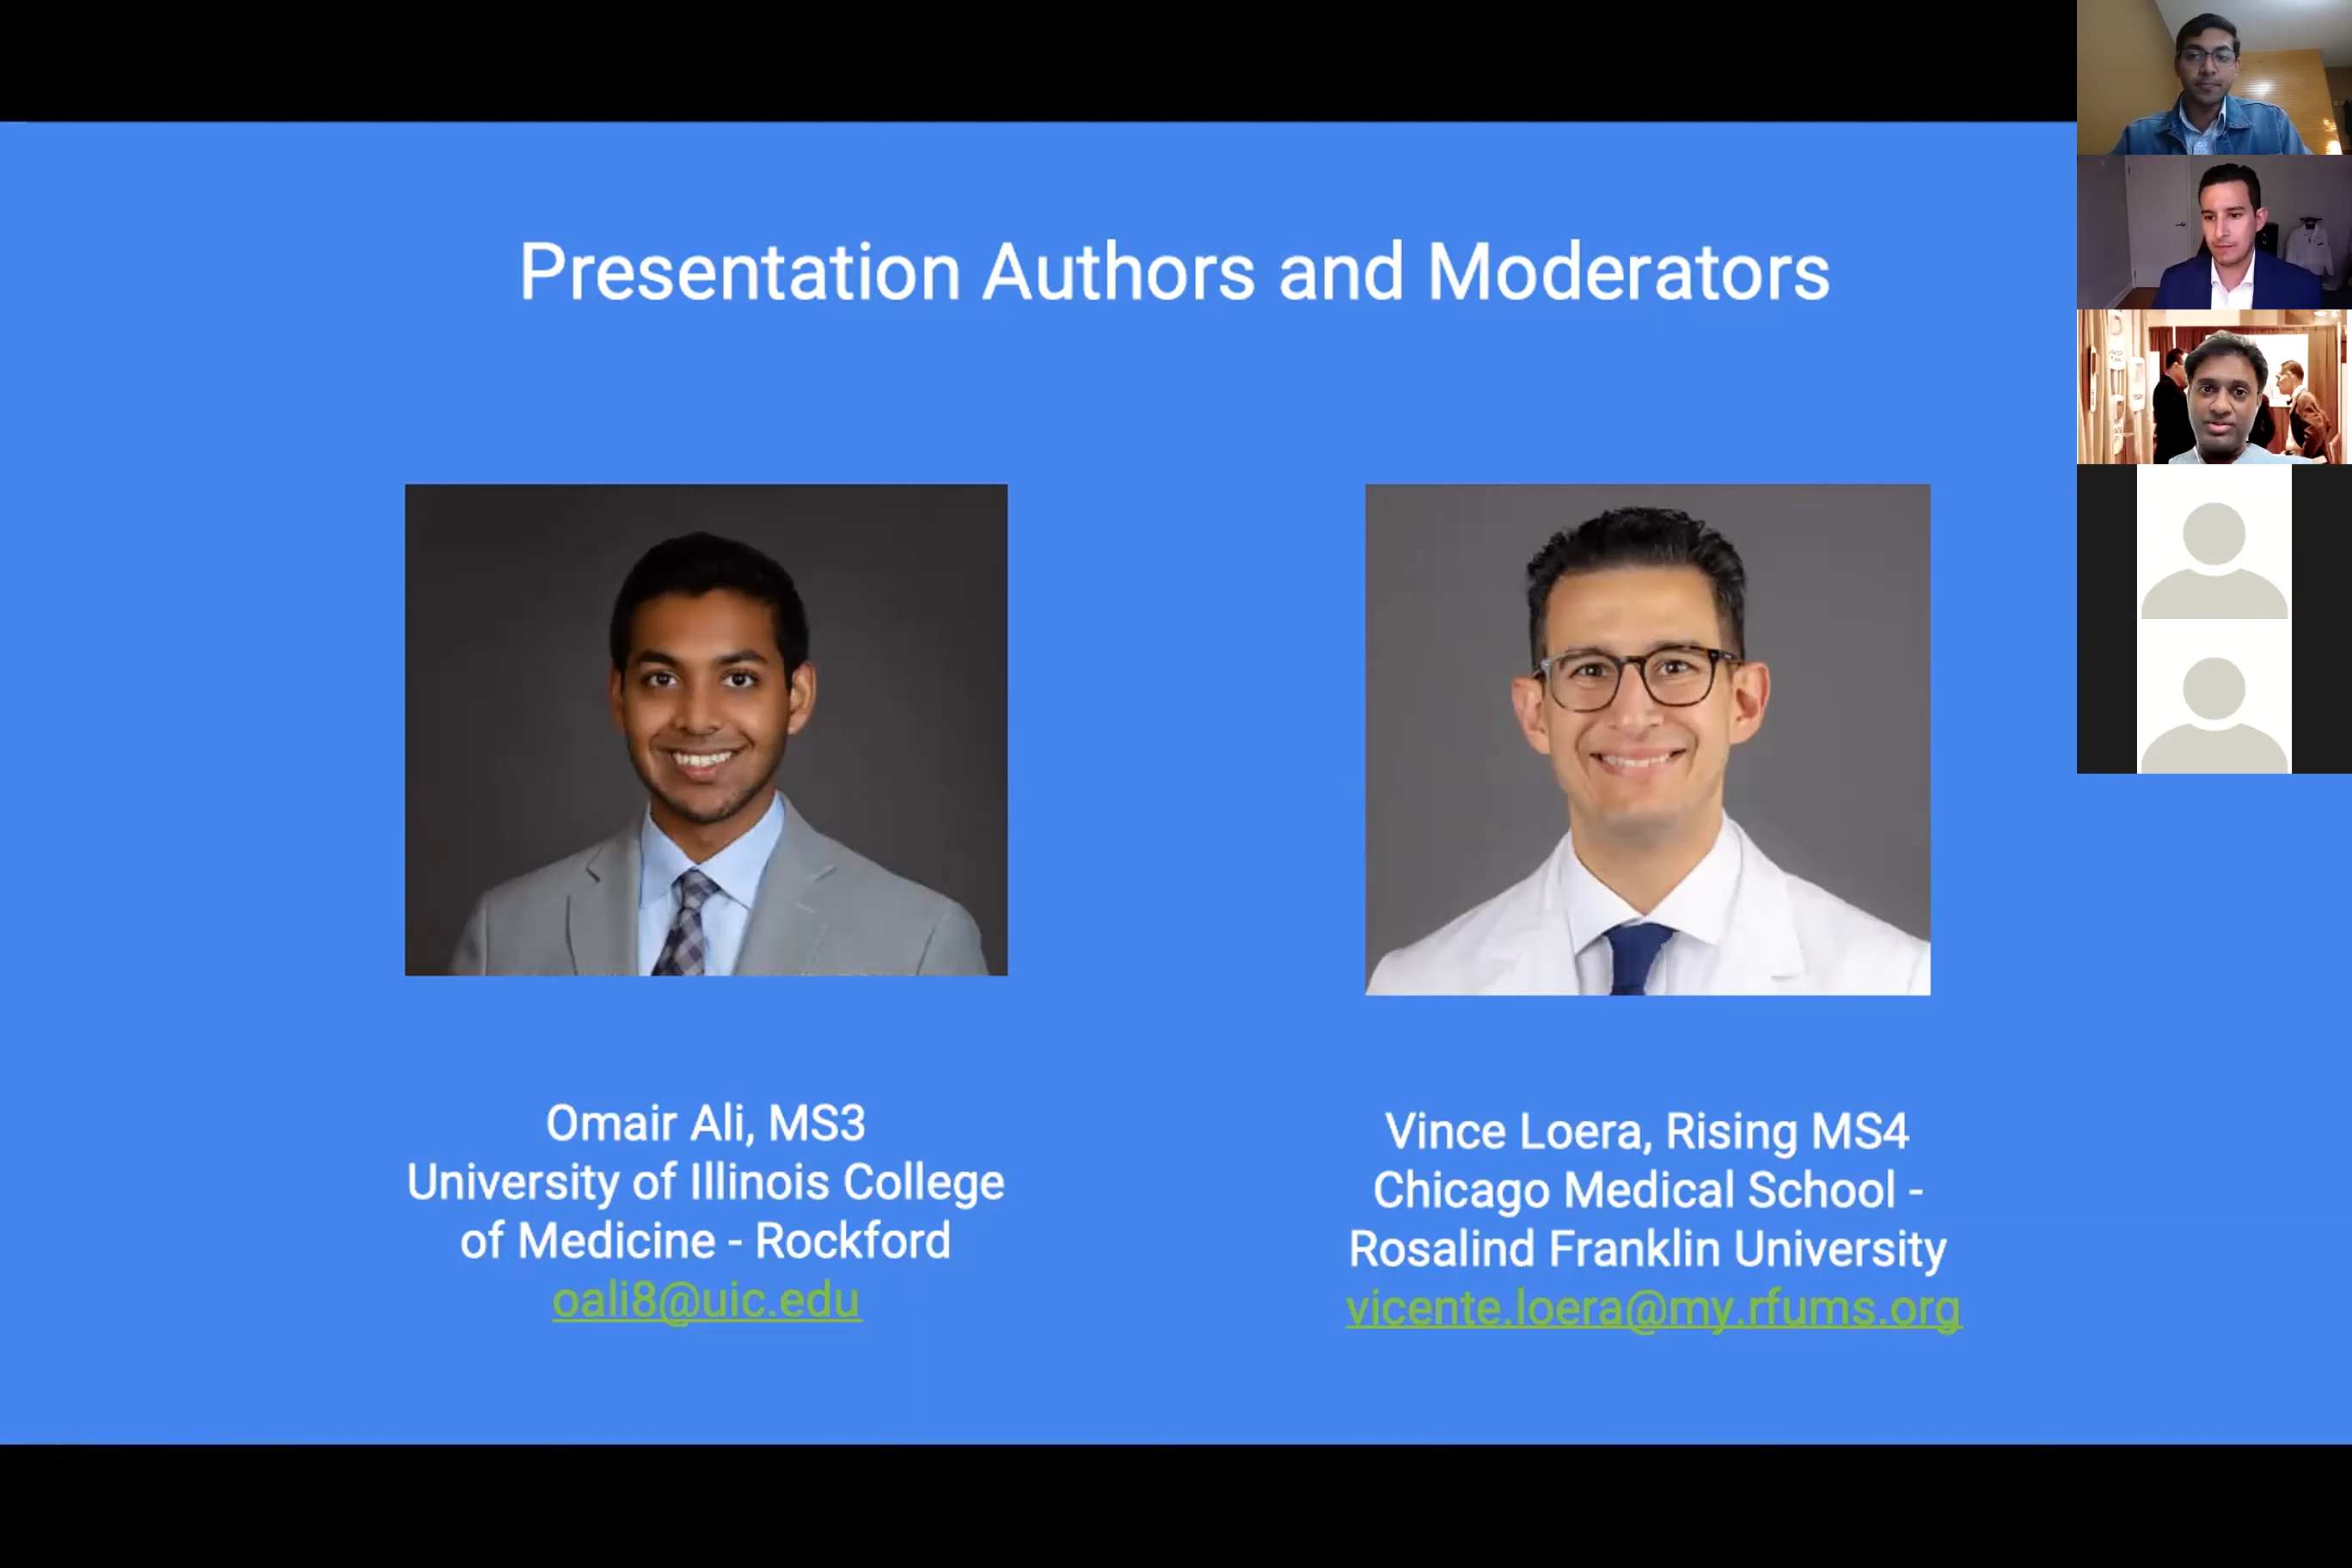 Presentation Authors and Moderators
Omair Ali, MS3
University of Illinois College
of Medicine - Rockford
oali8@uic.edu
Vince Loera, Rising MS4
Chicago Medical School -
Rosalind Franklin University
vicente.loera@my.rfums.org